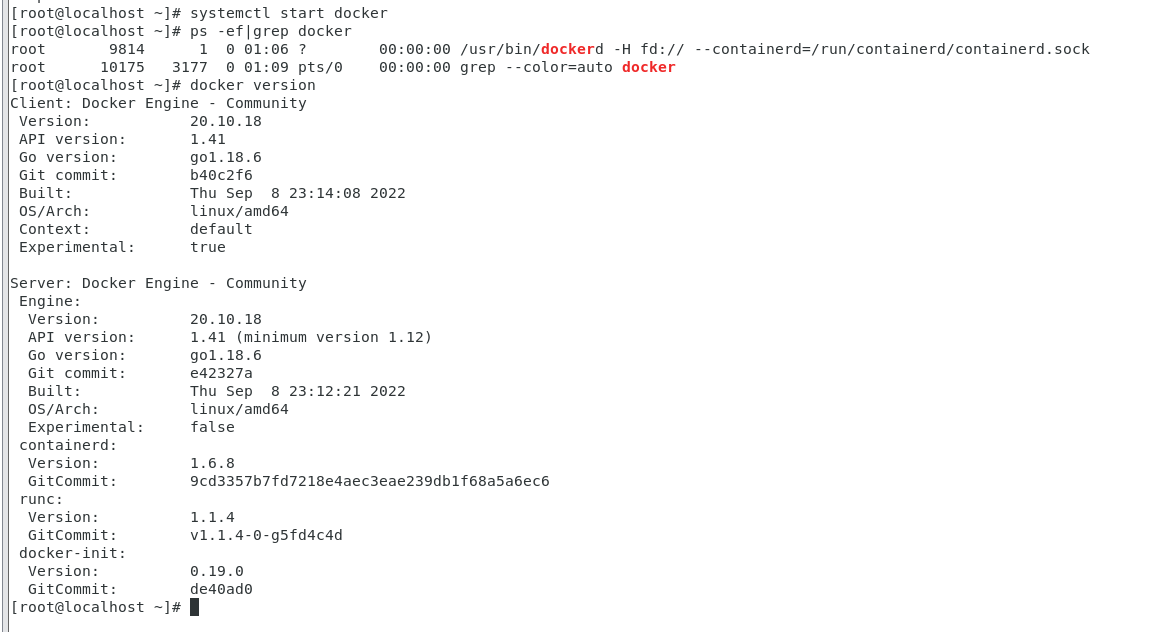 [root@localhost ~]# systemctl start docker
[root@localhost ~]# ps -ef|grep docker
root       9814      1  0 01:06 ?        00:00:00 /usr/bin/dockerd -H fd:// --containerd=/run/containerd/containerd.sock
root      10175   3177  0 01:09 pts/0    00:00:00 grep --color=auto docker
[root@localhost ~]# docker version
Client: Docker Engine - Community
 Version:           20.10.18
 API version:       1.41
 Go version:        go1.18.6
 Git commit:        b40c2f6
 Built:             Thu Sep  8 23:14:08 2022
 OS/Arch:           linux/amd64
 Context:           default
 Experimental:      true

Server: Docker Engine - Community
 Engine:
  Version:          20.10.18
  API version:      1.41 (minimum version 1.12)
  Go version:       go1.18.6
  Git commit:       e42327a
  Built:            Thu Sep  8 23:12:21 2022
  OS/Arch:          linux/amd64
  Experimental:     false
 containerd:
  Version:          1.6.8
  GitCommit:        9cd3357b7fd7218e4aec3eae239db1f68a5a6ec6
 runc:
  Version:          1.1.4
  GitCommit:        v1.1.4-0-g5fd4c4d
 docker-init:
  Version:          0.19.0
  GitCommit:        de40ad0
[root@localhost ~]#